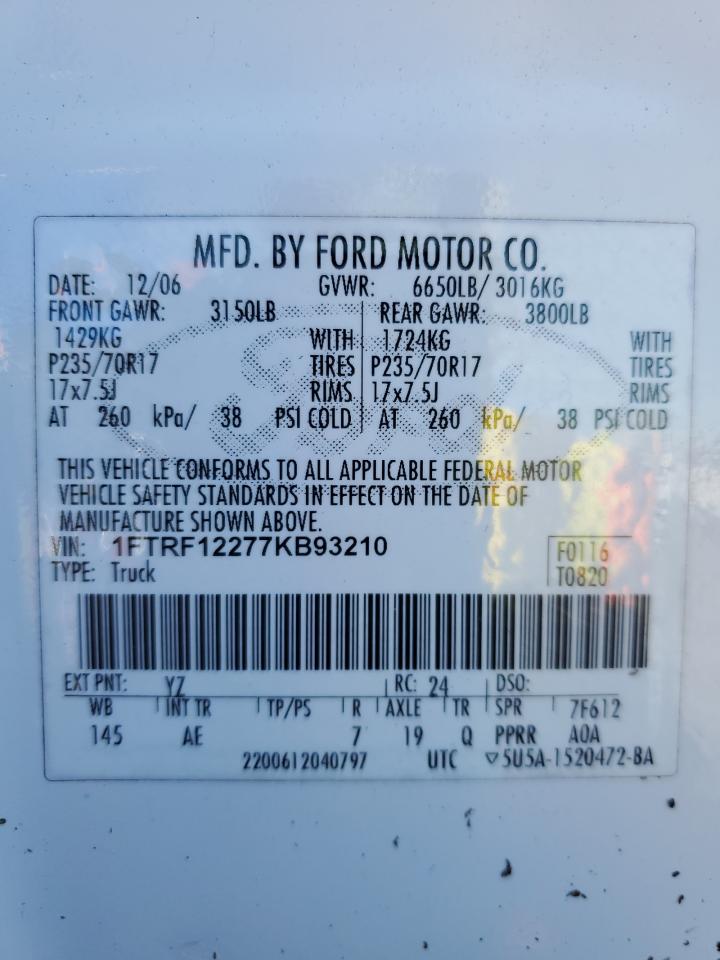 MFD. BY FORD MOTOR CO.
DATE: 12/06 GVWR: 6650LB/ 3016KG
FRONT GAWR: 3150LB REAR GAWR: 3800LB
1429KG WITH 1724KG WITH
P235/70R17 TIRES P235/70R17 TIRES
17x7.5J RIMS 17x7.5J RIMS
AT 260 kPa/ 38 PSI COLD AT 260 kPa/ 38 PSI COLD
THIS VEHICLE CONFORMS TO ALL APPLICABLE FEDERAL MOTOR
VEHICLE SAFETY STANDARDS IN EFFECT ON THE DATE OF
MANUFACTURE SHOWN ABOVE.
VIN: 1FTRF12277KB93210 F0116
TYPE: Truck T0820
EXT PNT: YZ RC: 24 DSO:
WB INT TR TP/PS R AXLE TR SPR 7F612
145 AE 7 19 Q PPRR AOA
2200612040797 UTC ▽5U5A-1520472-BA